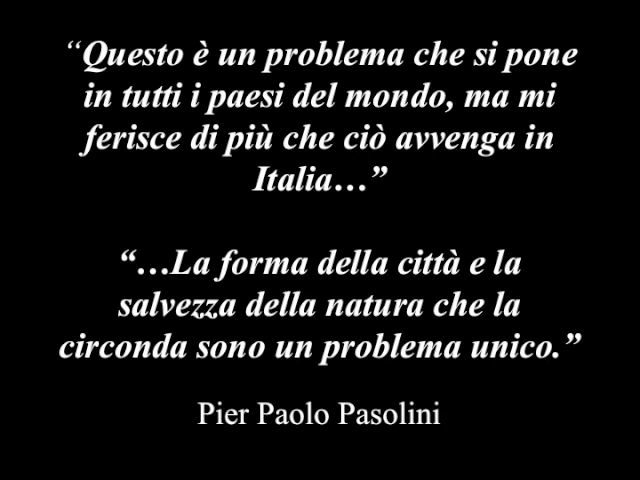 “Questo è un problema che si pone
in tutti i paesi del mondo, ma mi
ferisce di più che ciò avvenga in
Italia…”
“…La forma della città e la
salvezza della natura che la
circonda sono un problema unico.”
Pier Paolo Pasolini